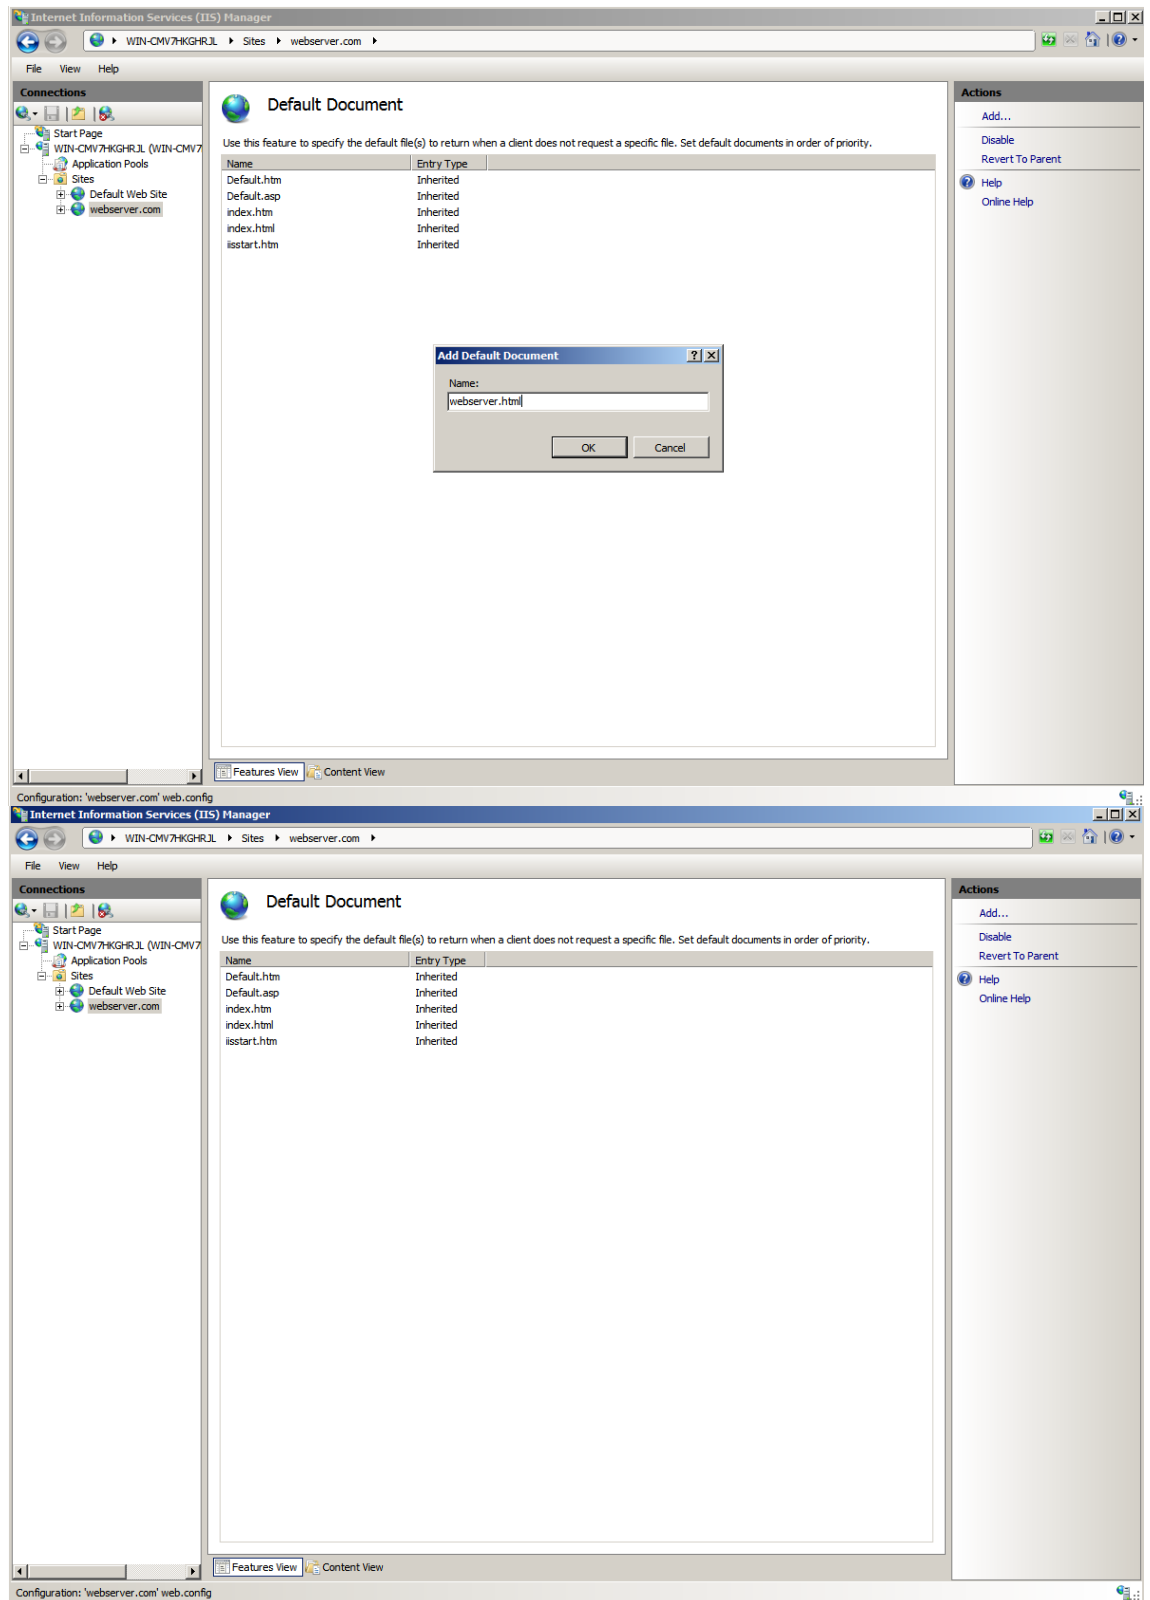 Internet Information Services (IIS) Manager
WIN-CMV7HKGHRJL Sites webserver.com
File View Help
Connections
Start Page
WIN-CMV7HKGHRJL (WIN-CMV7
Application Pools
Sites
Default Web Site
webserver.com
Default Document
Use this feature to specify the default file(s) to return when a client does not request a specific file. Set default documents in order of priority.
Name Entry Type
Default.htm Inherited
Default.asp Inherited
index.htm Inherited
index.html Inherited
iisstart.htm Inherited
Add Default Document
Name:
webserver.html
OK Cancel
Actions
Add...
Disable
Revert To Parent
Help
Online Help
Features View Content View
Configuration: 'webserver.com' web.config
Internet Information Services (IIS) Manager
WIN-CMV7HKGHRJL Sites webserver.com
File View Help
Connections
Start Page
WIN-CMV7HKGHRJL (WIN-CMV7
Application Pools
Sites
Default Web Site
webserver.com
Default Document
Use this feature to specify the default file(s) to return when a client does not request a specific file. Set default documents in order of priority.
Name Entry Type
Default.htm Inherited
Default.asp Inherited
index.htm Inherited
index.html Inherited
iisstart.htm Inherited
Actions
Add...
Disable
Revert To Parent
Help
Online Help
Features View Content View
Configuration: 'webserver.com' web.config